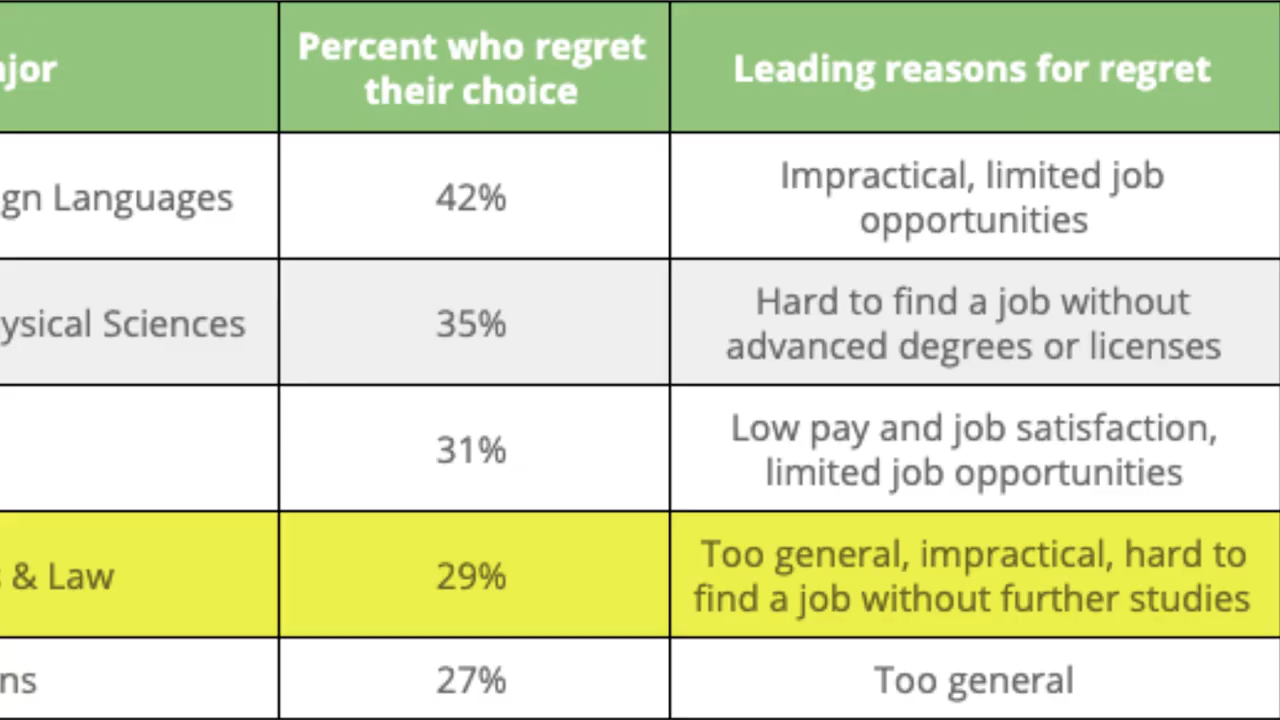 jor
Percent who regret
their choice
Leading reasons for regret
gn Languages
42%
Impractical, limited job
opportunities
ysical Sciences
35%
Hard to find a job without
advanced degrees or licenses
31%
Low pay and job satisfaction,
limited job opportunities
& Law
29%
Too general, impractical, hard to
find a job without further studies
ns
27%
Too general